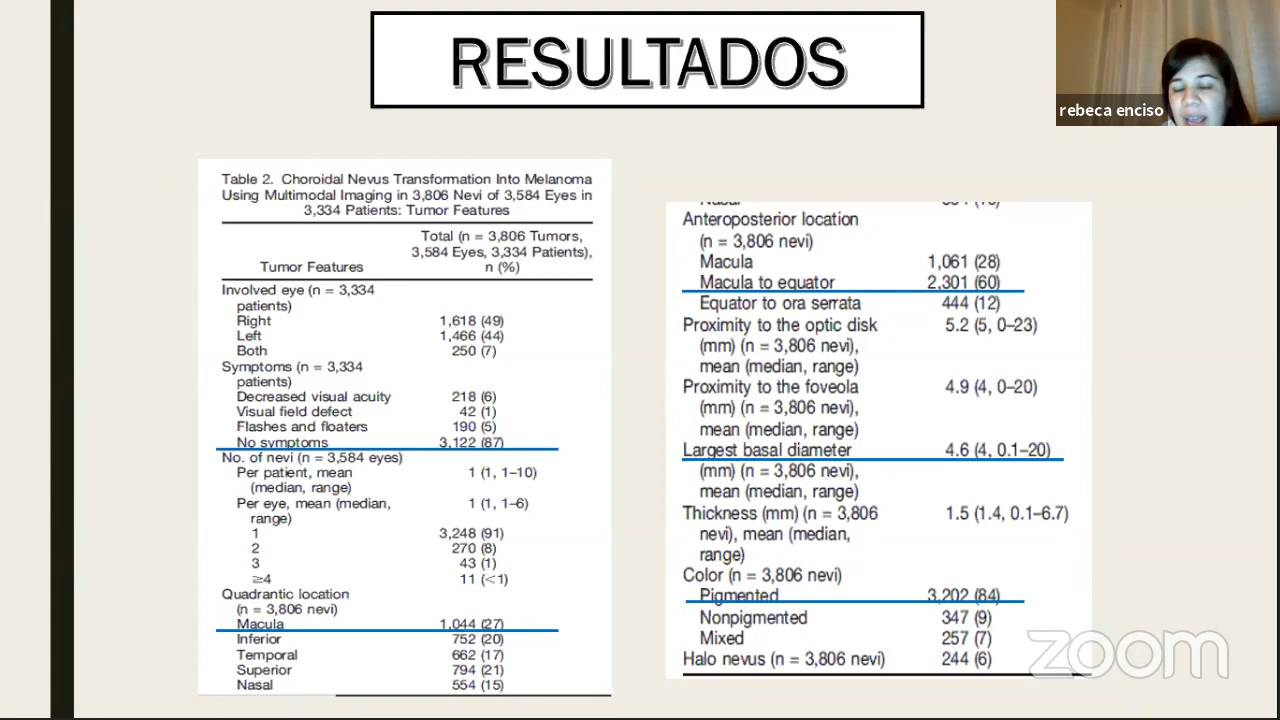 RESULTADOS
rebeca enciso
Table 2. Choroidal Nevus Transformation Into Melanoma
Using Multimodal Imaging in 3,806 Nevi of 3,584 Eyes in
3,334 Patients: Tumor Features
Total (n = 3,806 Tumors,
3,584 Eyes, 3,334 Patients),
Tumor Features n (%)
Involved eye (n = 3,334
patients)
Right 1,618 (49)
Left 1,466 (44)
Both 250 (7)
Symptoms (n = 3,334
patients)
Decreased visual acuity 218 (6)
Visual field defect 42 (1)
Flashes and floaters 190 (5)
No symptoms 3,122 (87)
No. of nevi (n = 3,584 eyes)
Per patient, mean 1 (1, 1–10)
(median, range)
Per eye, mean (median, 1 (1, 1–6)
range)
1 3,248 (91)
2 270 (8)
3 43 (1)
≥4 11 (<1)
Quadrantic location
(n = 3,806 nevi)
Macula 1,044 (27)
Inferior 752 (20)
Temporal 662 (17)
Superior 794 (21)
Nasal 554 (15)
Anteroposterior location
(n = 3,806 nevi)
Macula 1,061 (28)
Macula to equator 2,301 (60)
Equator to ora serrata 444 (12)
Proximity to the optic disk 5.2 (5, 0–23)
(mm) (n = 3,806 nevi),
mean (median, range)
Proximity to the foveola 4.9 (4, 0–20)
(mm) (n = 3,806 nevi),
mean (median, range)
Largest basal diameter 4.6 (4, 0.1–20)
(mm) (n = 3,806 nevi),
mean (median, range)
Thickness (mm) (n = 3,806 1.5 (1.4, 0.1–6.7)
nevi), mean (median,
range)
Color (n = 3,806 nevi)
Pigmented 3,202 (84)
Nonpigmented 347 (9)
Mixed 257 (7)
Halo nevus (n = 3,806 nevi) 244 (6)
zoom